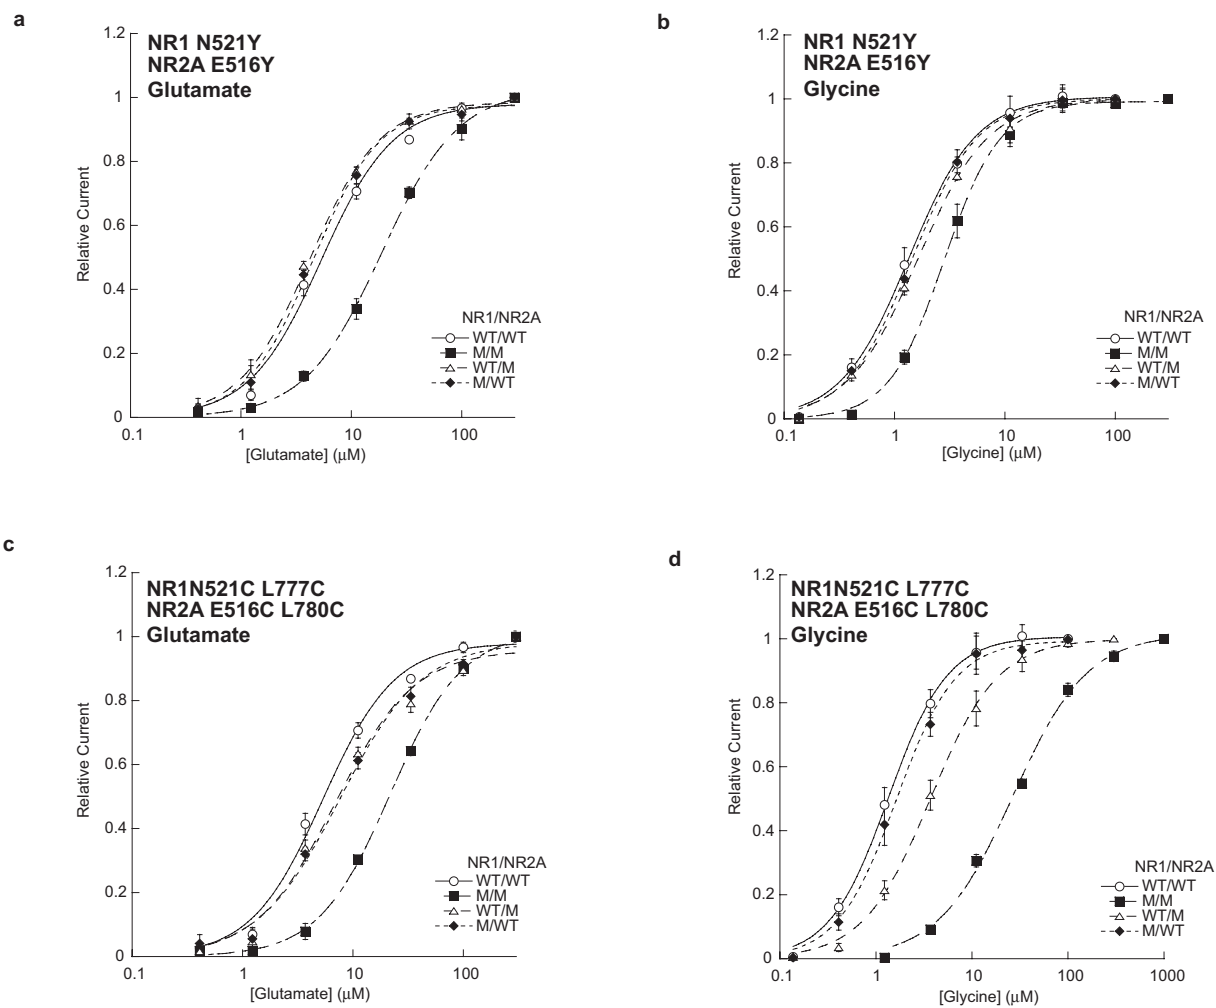 a
NR1 N521Y
NR2A E516Y
Glutamate
1.2
1
0.8
0.6
0.4
0.2
0
Relative Current
NR1/NR2A
WT/WT
M/M
WT/M
M/WT
0.1 1 10 100
[Glutamate] (μM)
b
NR1 N521Y
NR2A E516Y
Glycine
1.2
1
0.8
0.6
0.4
0.2
0
Relative Current
NR1/NR2A
WT/WT
M/M
WT/M
M/WT
0.1 1 10 100
[Glycine] (μM)
c
NR1N521C L777C
NR2A E516C L780C
Glutamate
1.2
1
0.8
0.6
0.4
0.2
0
Relative Current
NR1/NR2A
WT/WT
M/M
WT/M
M/WT
0.1 1 10 100
[Glutamate] (μM)
d
NR1N521C L777C
NR2A E516C L780C
Glycine
1.2
1
0.8
0.6
0.4
0.2
0
Relative Current
NR1/NR2A
WT/WT
M/M
WT/M
M/WT
0.1 1 10 100 1000
[Glycine] (μM)